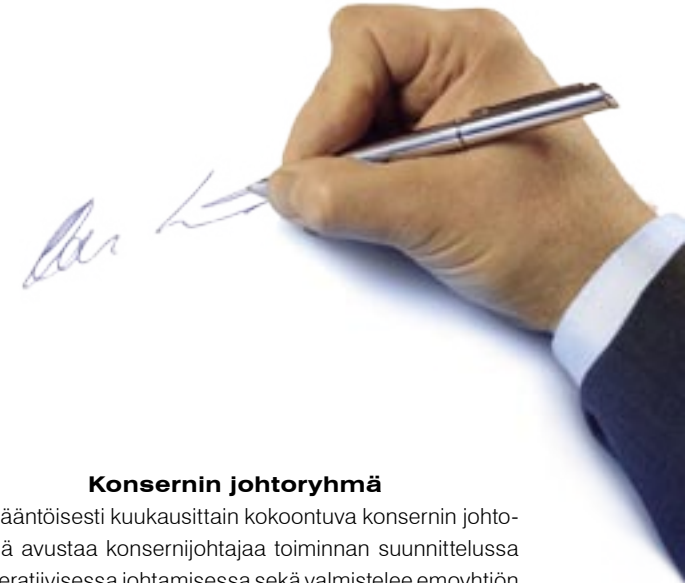 Konsernin johtoryhmä
ääntöisesti kuukausittain kokoontuva konsernin johto-
ä avustaa konsernijohtajaa toiminnan suunnittelussa
eratiivisessa johtamisessa sekä valmistelee emoyhtiön